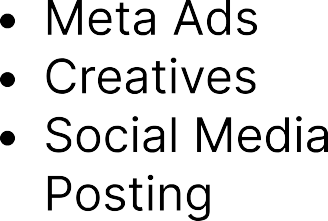 • Meta Ads
• Creatives
• Social Media
Posting